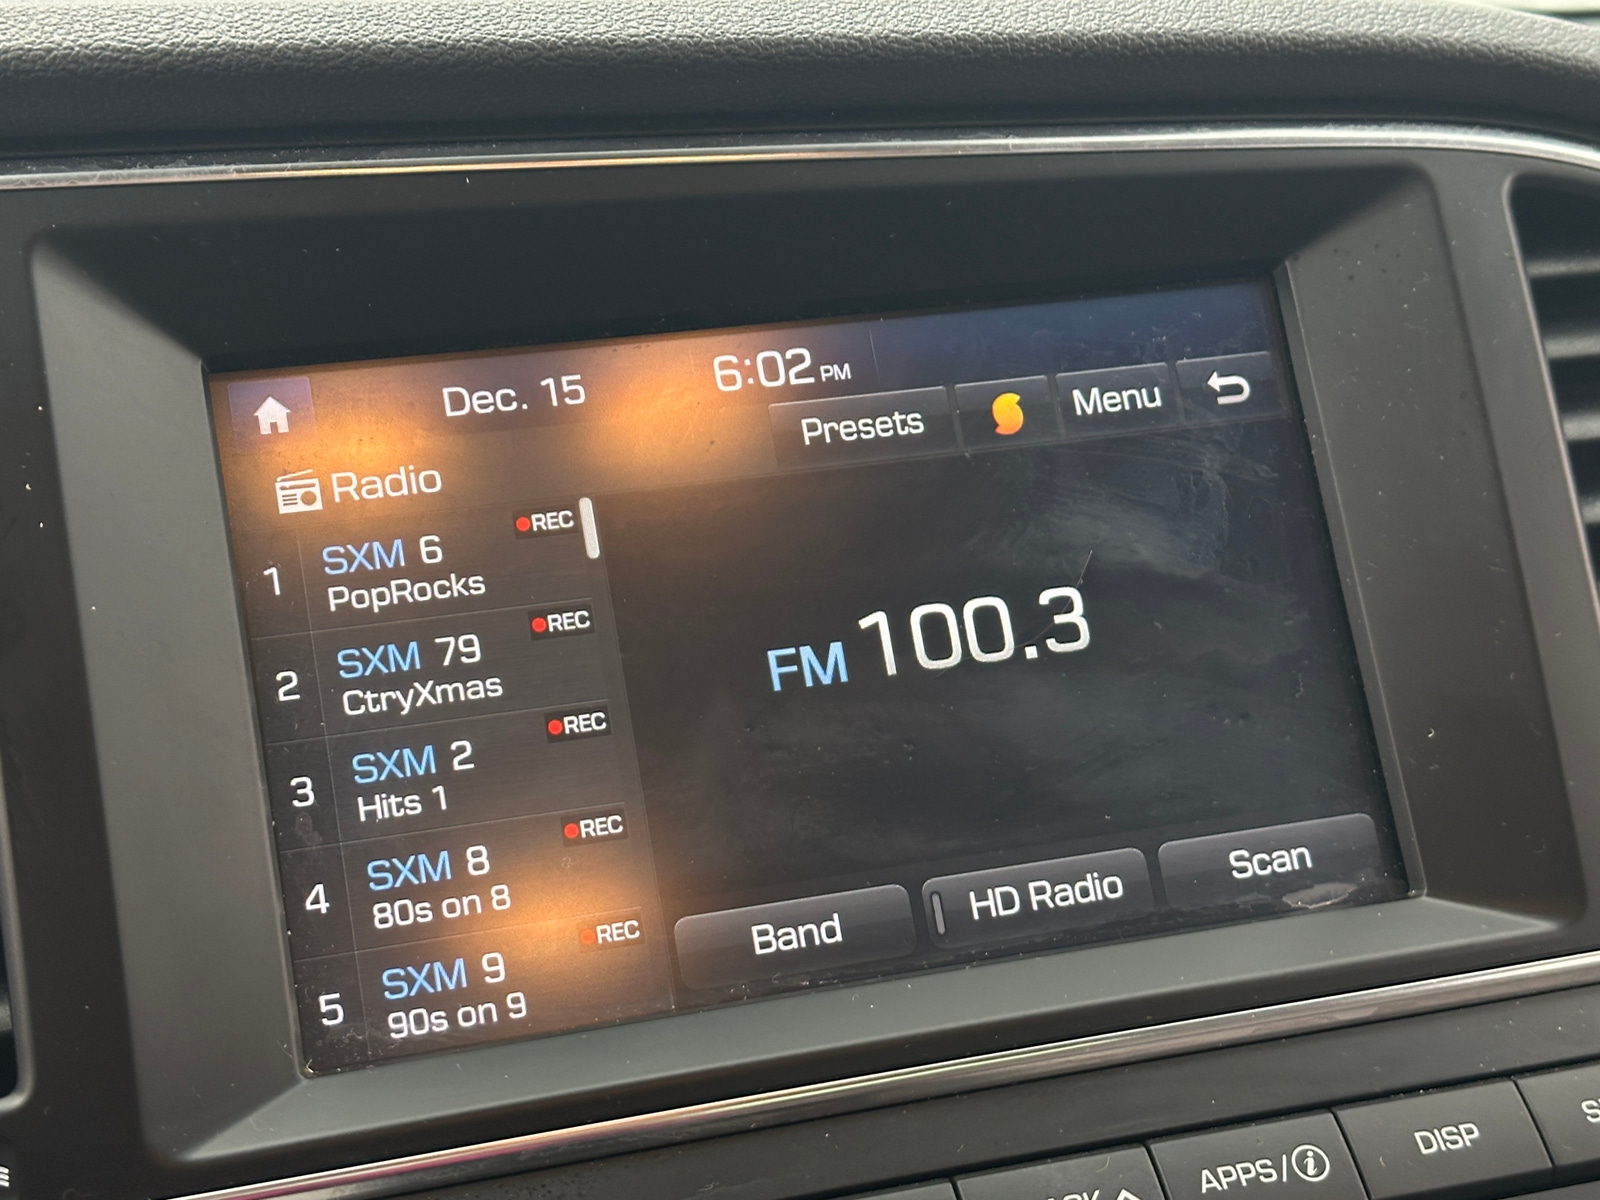 Dec. 15
6:02 PM
Presets
Menu
Radio
1
SXM 6
PopRocks
REC
2
SXM 79
CtryXmas
REC
3
SXM 2
Hits 1
REC
4
SXM 8
80s on 8
REC
5
SXM 9
90s on 9
REC
FM 100.3
Band
HD Radio
Scan
APPS/i
DISP